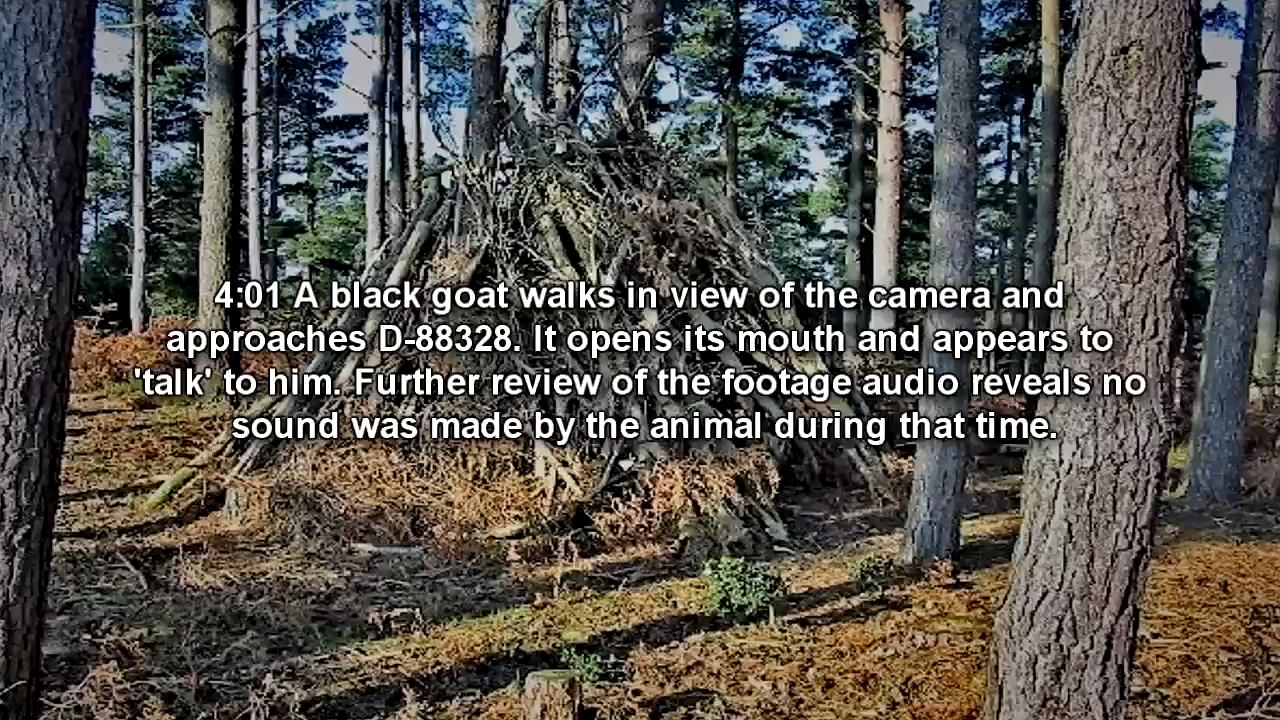 4:01 A black goat walks in view of the camera and
approaches D-88328. It opens its mouth and appears to
'talk' to him. Further review of the footage audio reveals no
sound was made by the animal during that time.